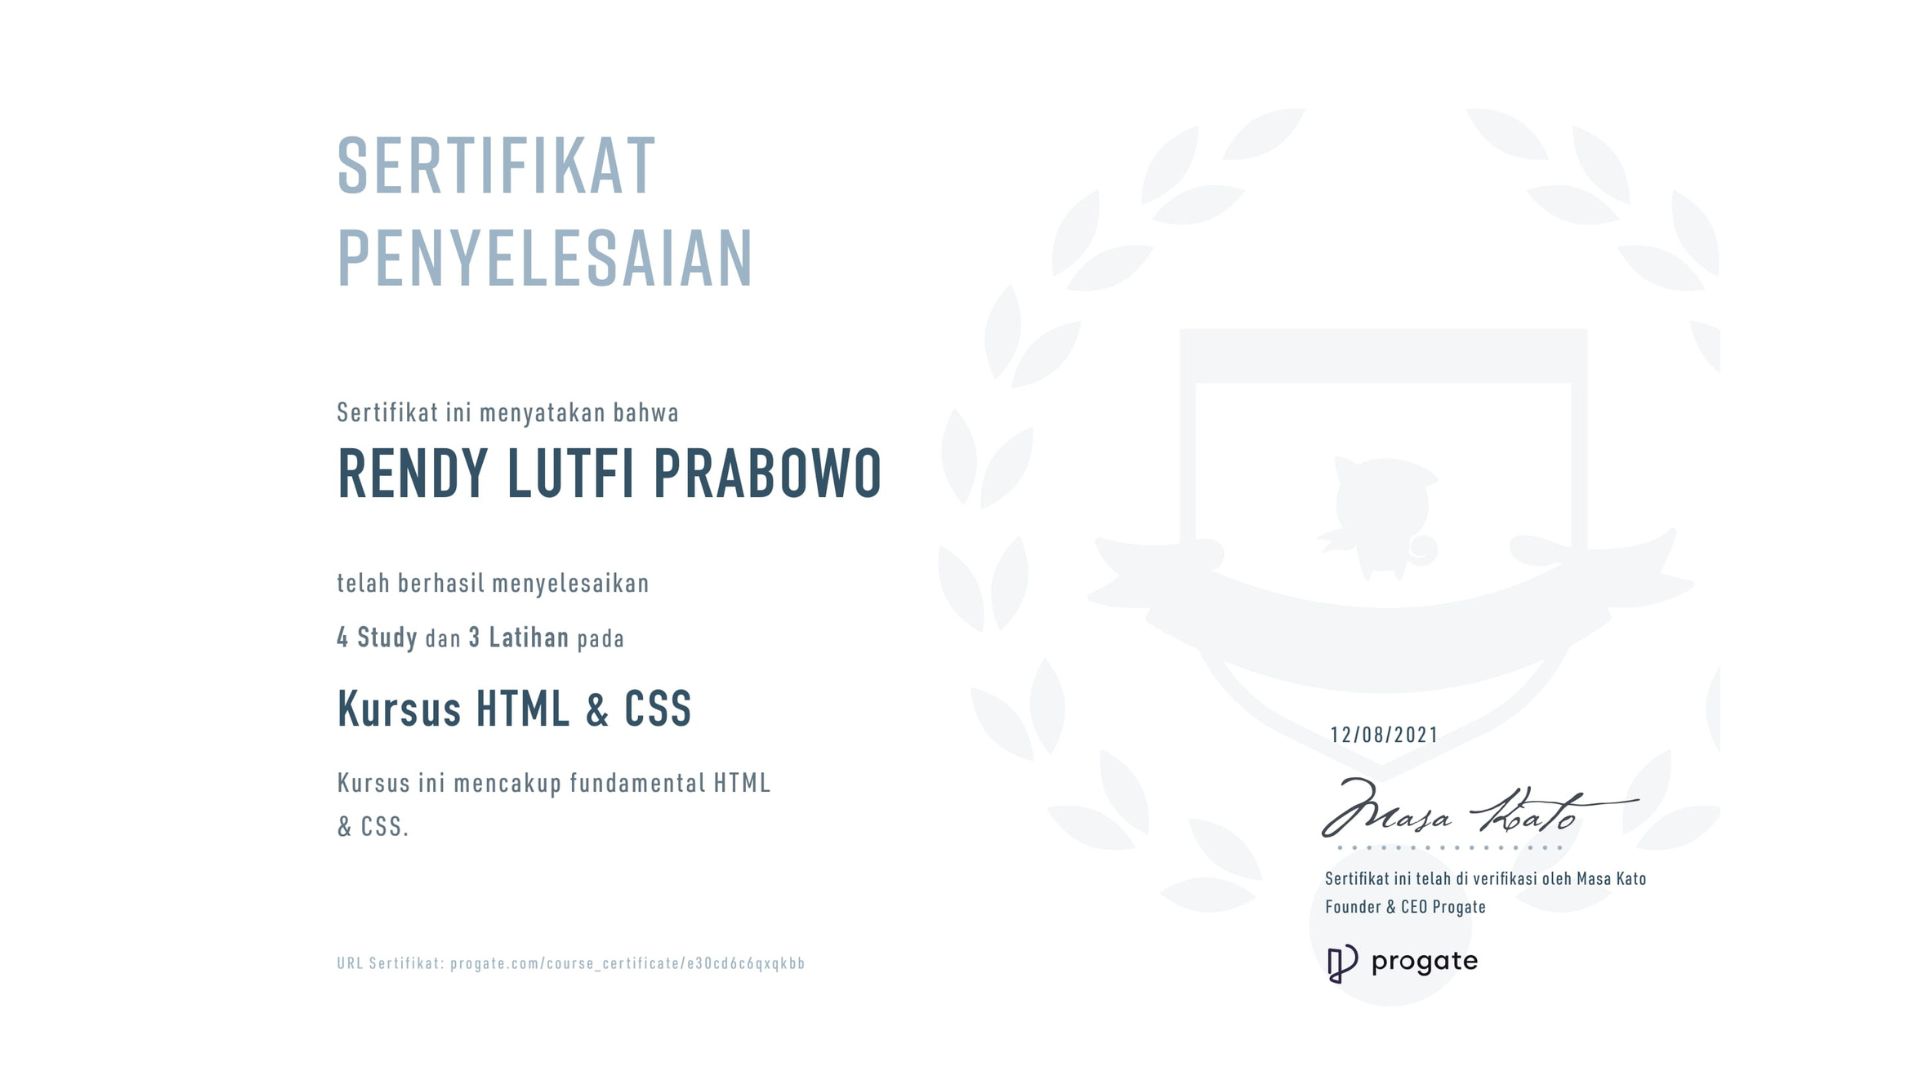 SERTIFIKAT
PENYELESAIAN
Sertifikat ini menyatakan bahwa
RENDY LUTFI PRABOWO
telah berhasil menyelesaikan
4 Study dan 3 Latihan pada
Kursus HTML & CSS
Kursus ini mencakup fundamental HTML
& CSS.
12/08/2021
Masa Kato
Sertifikat ini telah di verifikasi oleh Masa Kato
Founder & CEO Progate
progate
URL Sertifikat: progate.com/course_certificate/e30cd6c6qxqkbb